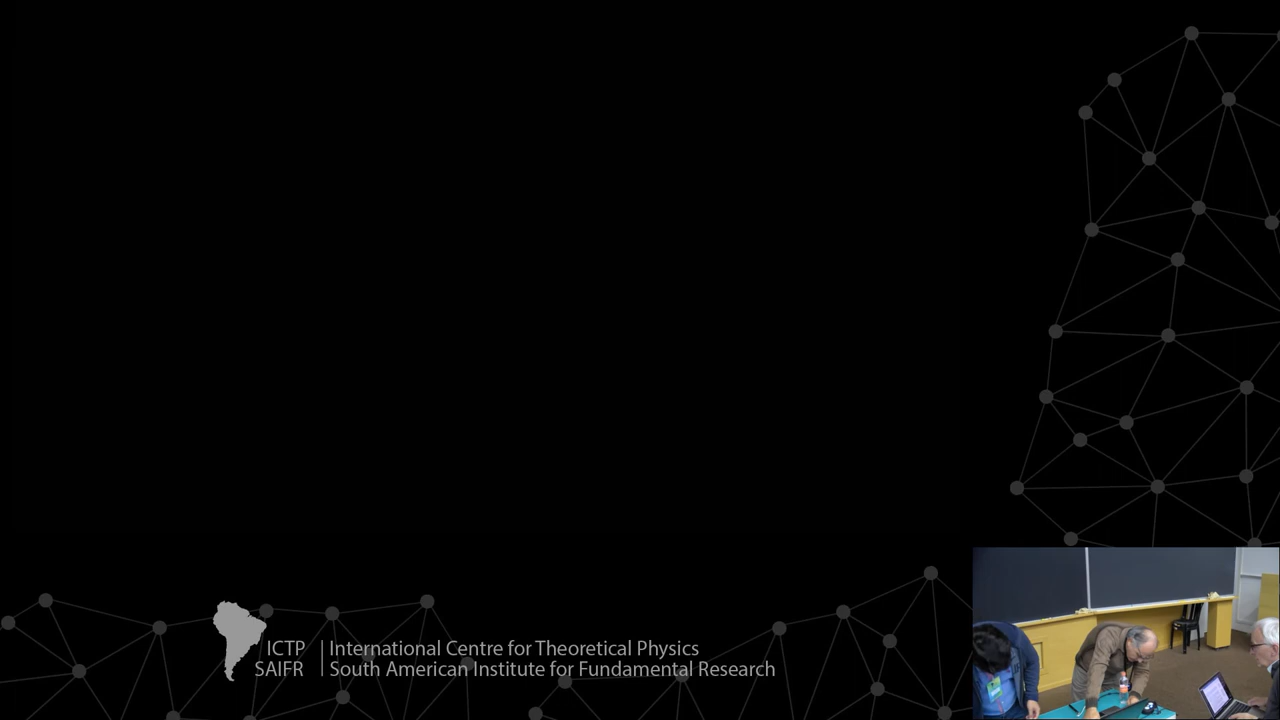 ICTP
SAIFR
International Centre for Theoretical Physics
South American Institute for Fundamental Research